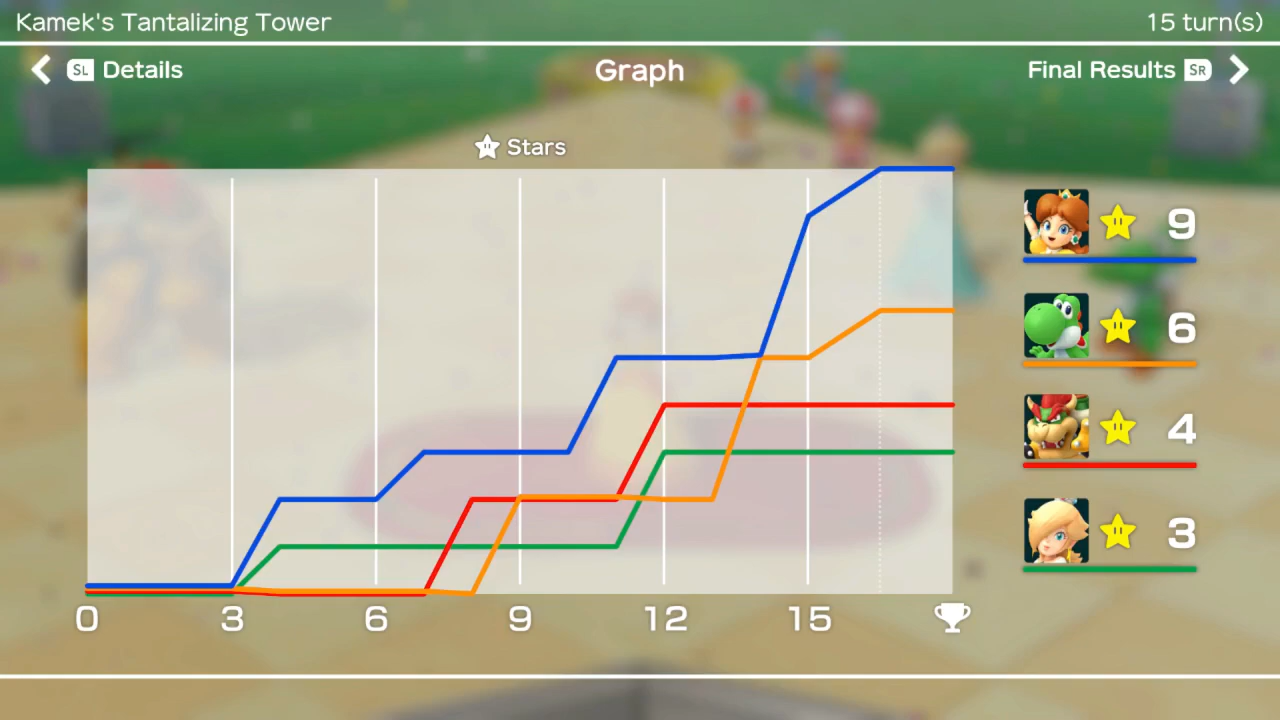 Kamek's Tantalizing Tower
15 turn(s)
SL Details
Graph
Final Results SR
Stars
9
6
4
3
0 3 6 9 12 15